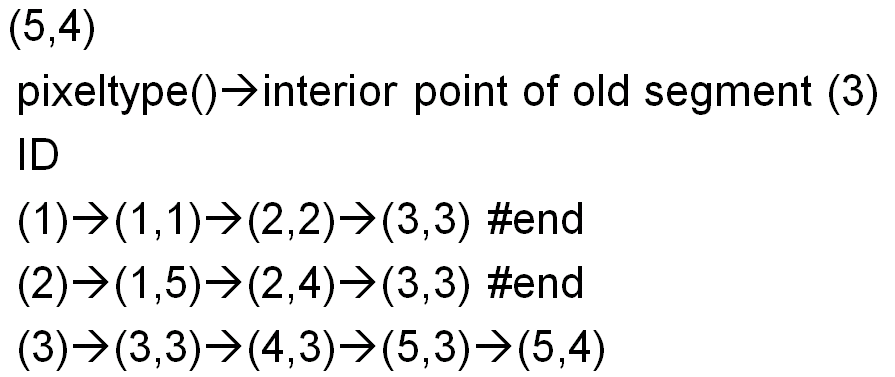 (5,4)
pixeltype()→interior point of old segment (3)
ID
(1)→(1,1)→(2,2)→(3,3) #end
(2)→(1,5)→(2,4)→(3,3) #end
(3)→(3,3)→(4,3)→(5,3)→(5,4)